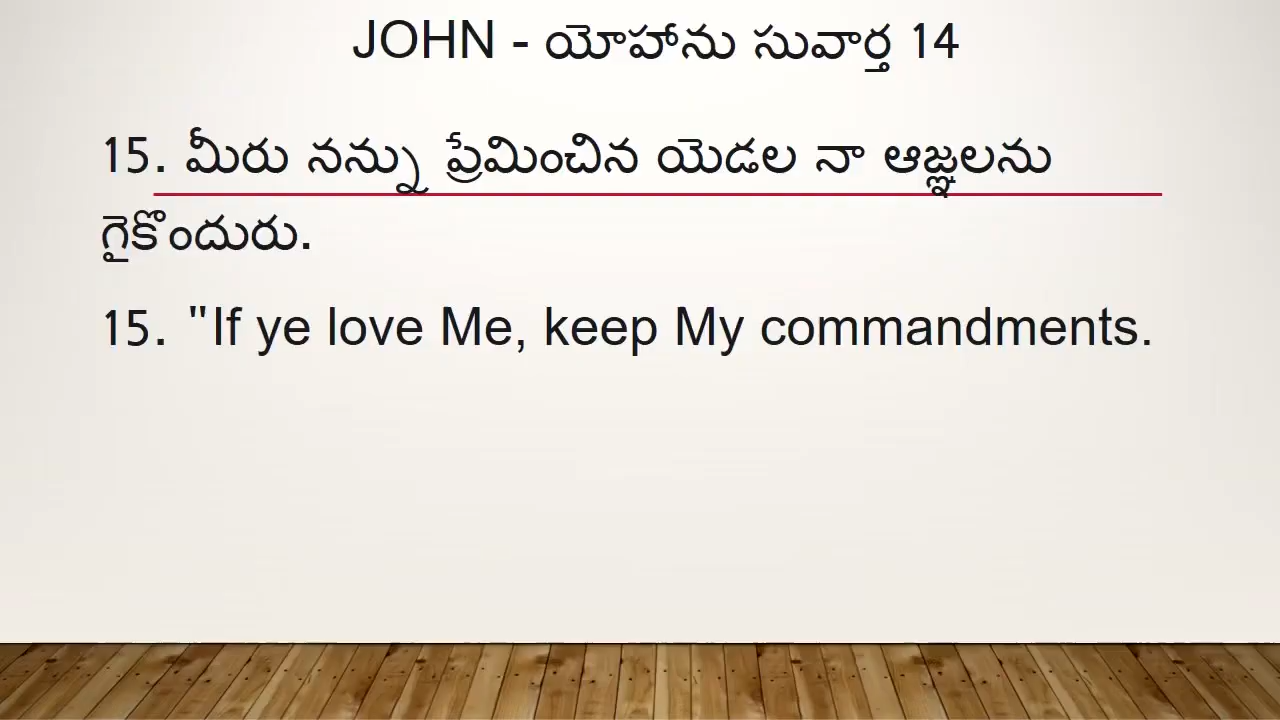 JOHN - యోహాను సువార్త 14
15. మీరు నన్ను ప్రేమించిన యెడల నా ఆజ్ఞలను
గైకొందురు.
15. "If ye love Me, keep My commandments.